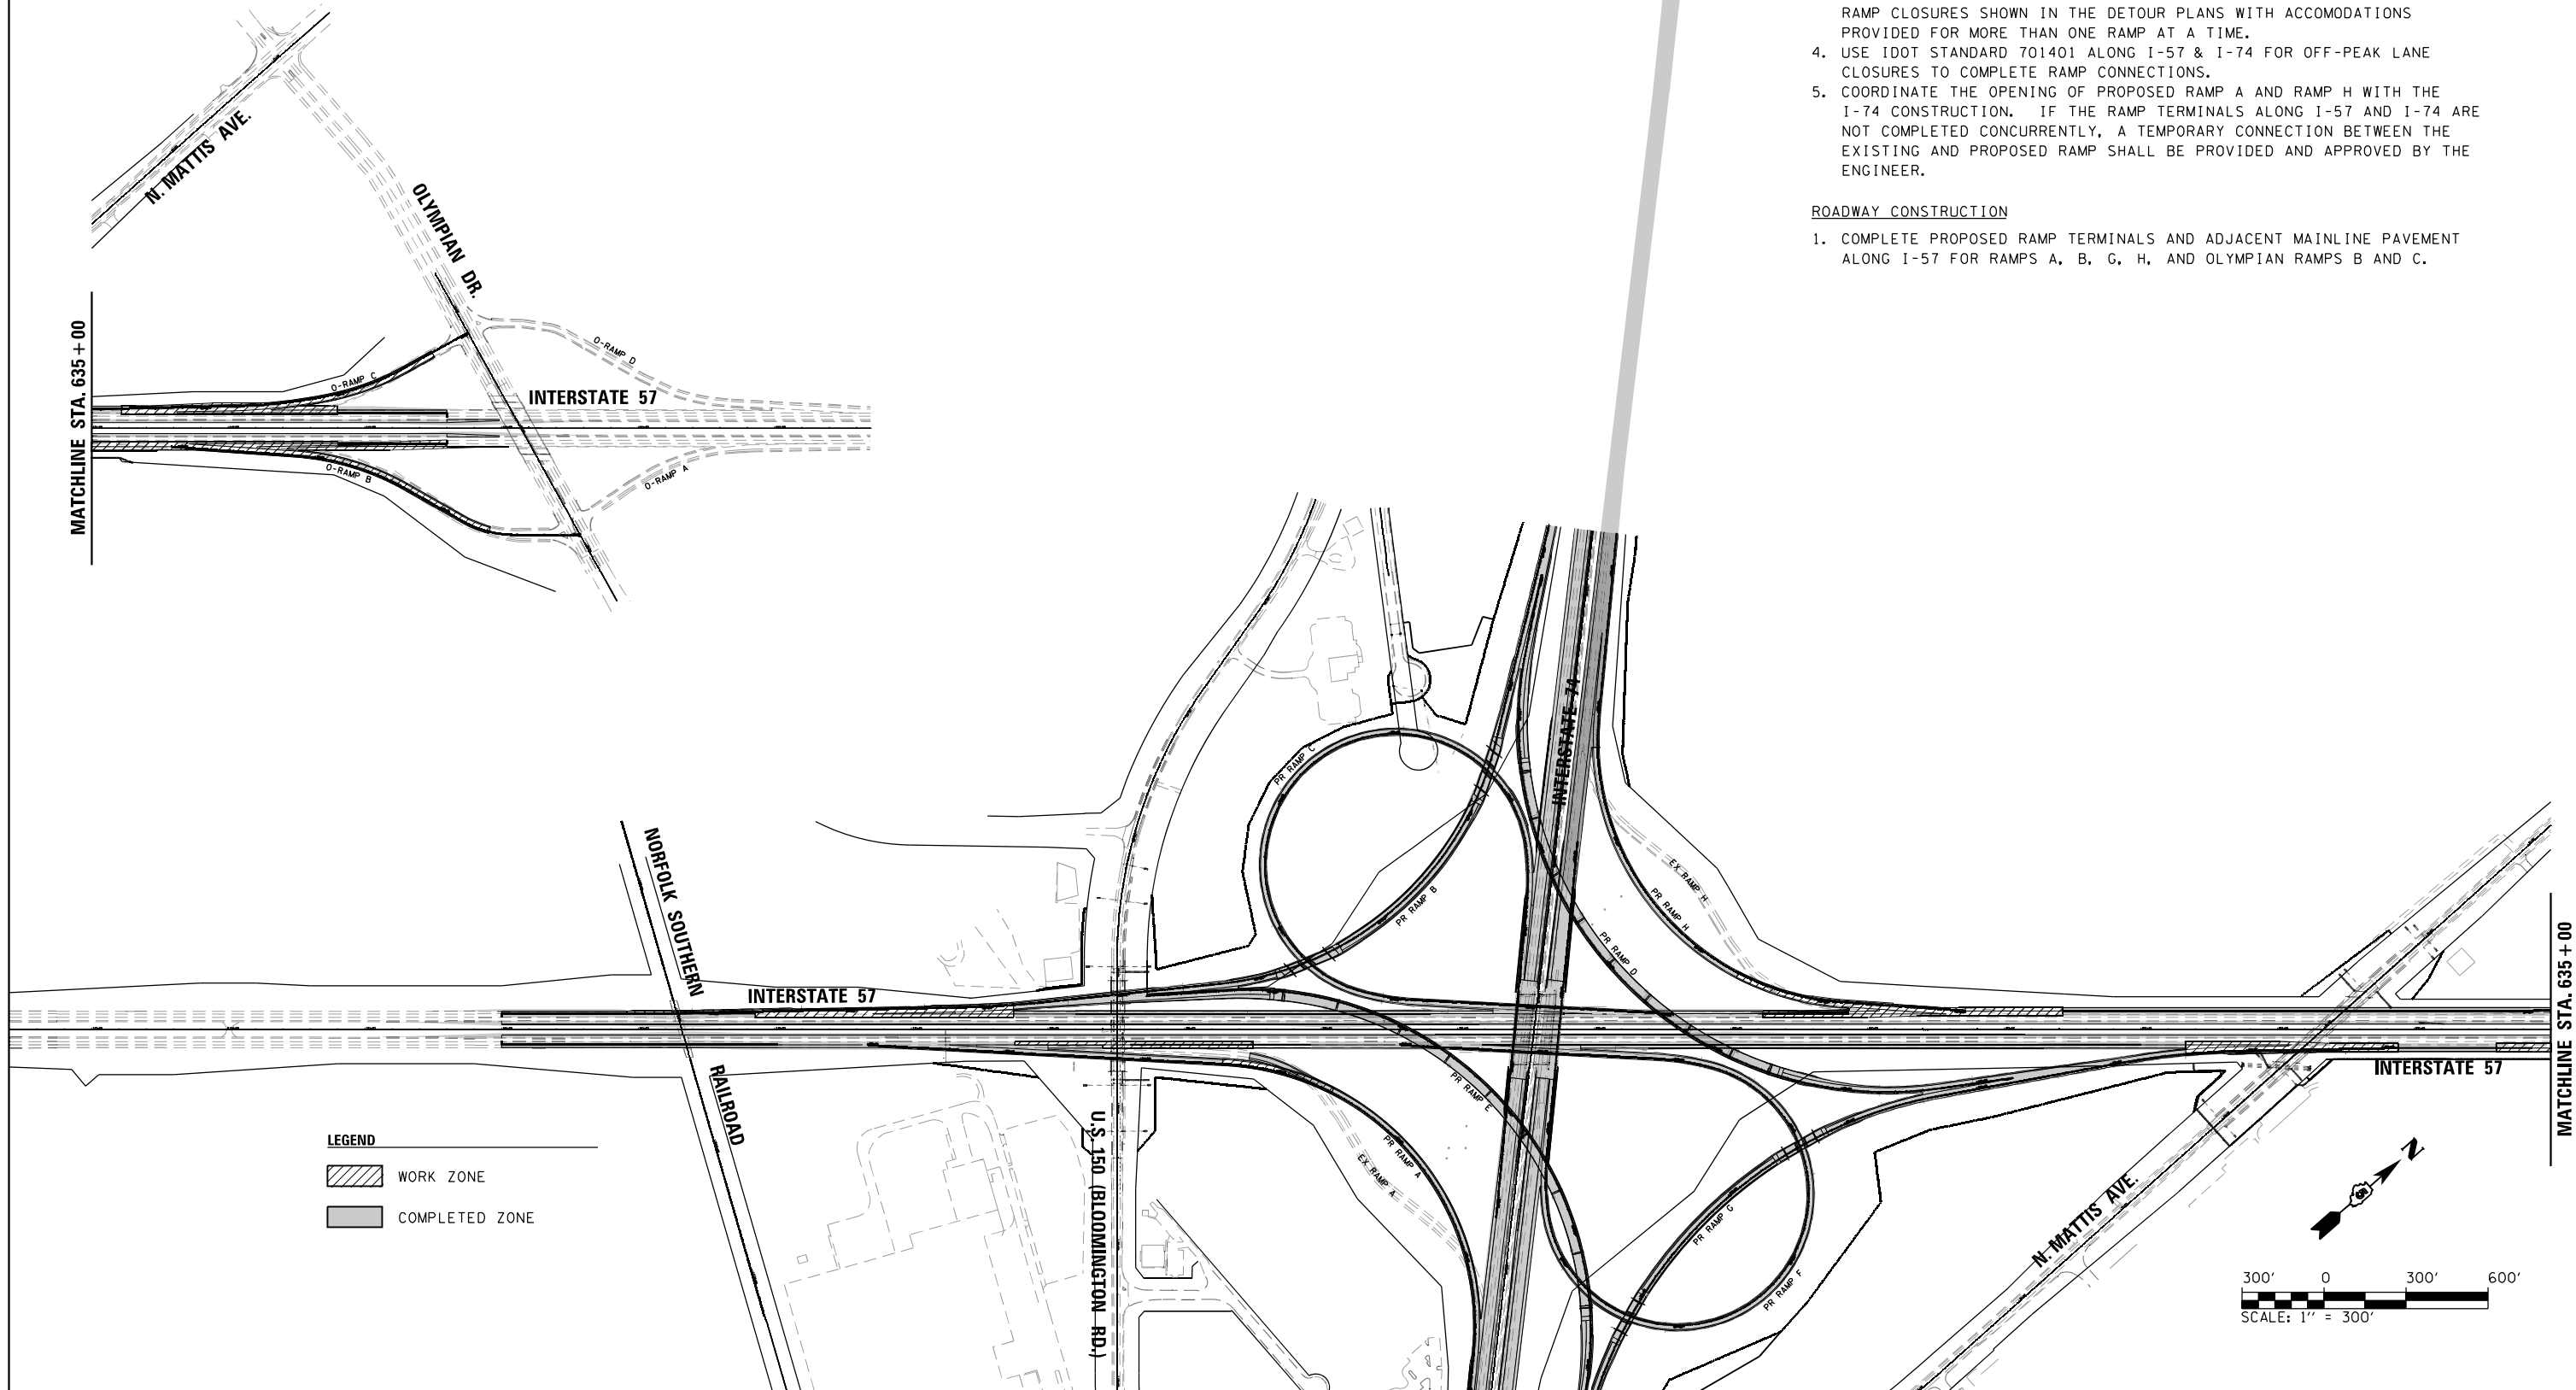 RAMP CLOSURES SHOWN IN THE DETOUR PLANS WITH ACCOMODATIONS
PROVIDED FOR MORE THAN ONE RAMP AT A TIME.
4. USE IDOT STANDARD 701401 ALONG I-57 & I-74 FOR OFF-PEAK LANE
CLOSURES TO COMPLETE RAMP CONNECTIONS.
5. COORDINATE THE OPENING OF PROPOSED RAMP A AND RAMP H WITH THE
I-74 CONSTRUCTION. IF THE RAMP TERMINALS ALONG I-57 AND I-74 ARE
NOT COMPLETED CONCURRENTLY, A TEMPORARY CONNECTION BETWEEN THE
EXISTING AND PROPOSED RAMP SHALL BE PROVIDED AND APPROVED BY THE
ENGINEER.
ROADWAY CONSTRUCTION
1. COMPLETE PROPOSED RAMP TERMINALS AND ADJACENT MAINLINE PAVEMENT
ALONG I-57 FOR RAMPS A, B, G, H, AND OLYMPIAN RAMPS B AND C.
N. MATTIS AVE.
OLYMPIAN DR.
MATCHLINE STA. 635+00
O-RAMP D
O-RAMP C
INTERSTATE 57
O-RAMP B
O-RAMP A
INTERSTATE 74
PR RAMP C
PR RAMP B
EX RAMP H
PR RAMP H
PR RAMP D
NORFOLK SOUTHERN
RAILROAD
INTERSTATE 57
INTERSTATE 57
MATCHLINE STA. 635+00
PR RAMP E
PR RAMP A
EX RAMP A
PR RAMP G
PR RAMP F
U.S. 150 (BLOOMINGTON RD.)
N. MATTIS AVE.
LEGEND
WORK ZONE
COMPLETED ZONE
N
300' 0 300' 600'
SCALE: 1'' = 300'